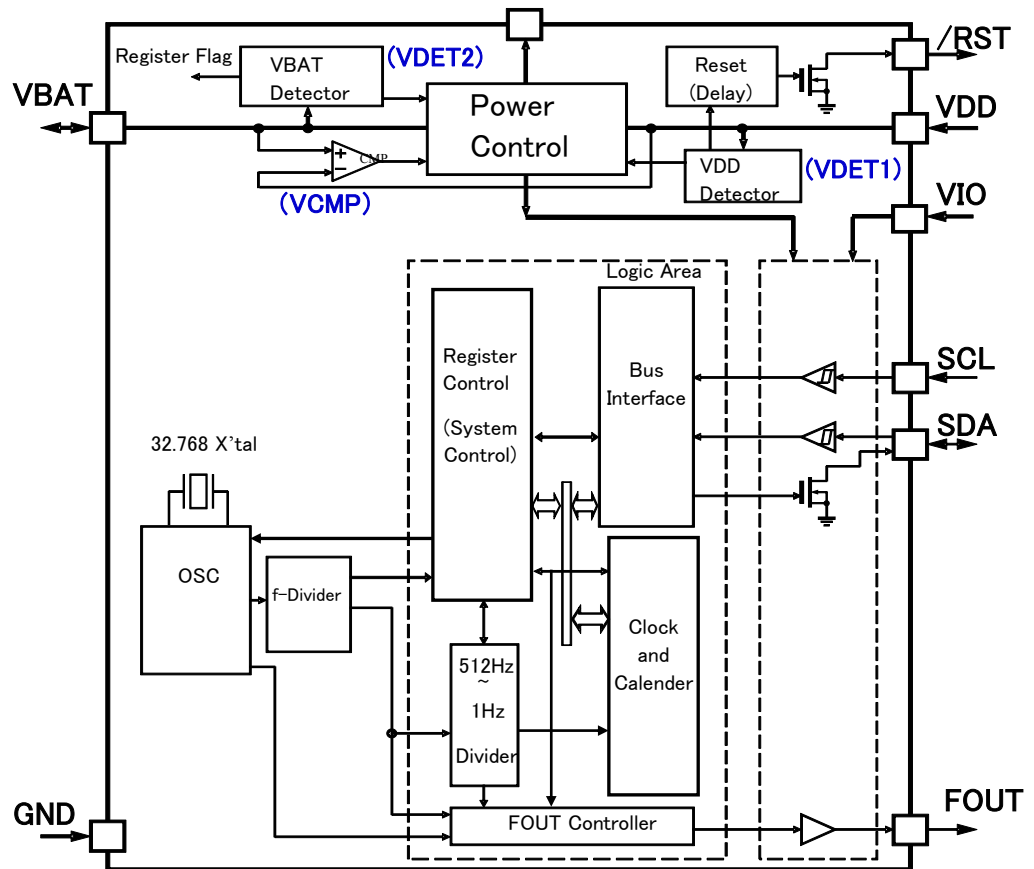 /RST
Register Flag
VBAT
Detector
(VDET2)
Reset
(Delay)
VBAT
Power
Control
VDD
+
−
CMP
VDD
Detector
(VDET1)
(VCMP)
VIO
Logic Area
Register
Control
(System
Control)
Bus
Interface
SCL
SDA
32.768 X'tal
OSC
f-Divider
Clock
and
Calender
512Hz
~
1Hz
Divider
GND
FOUT Controller
FOUT